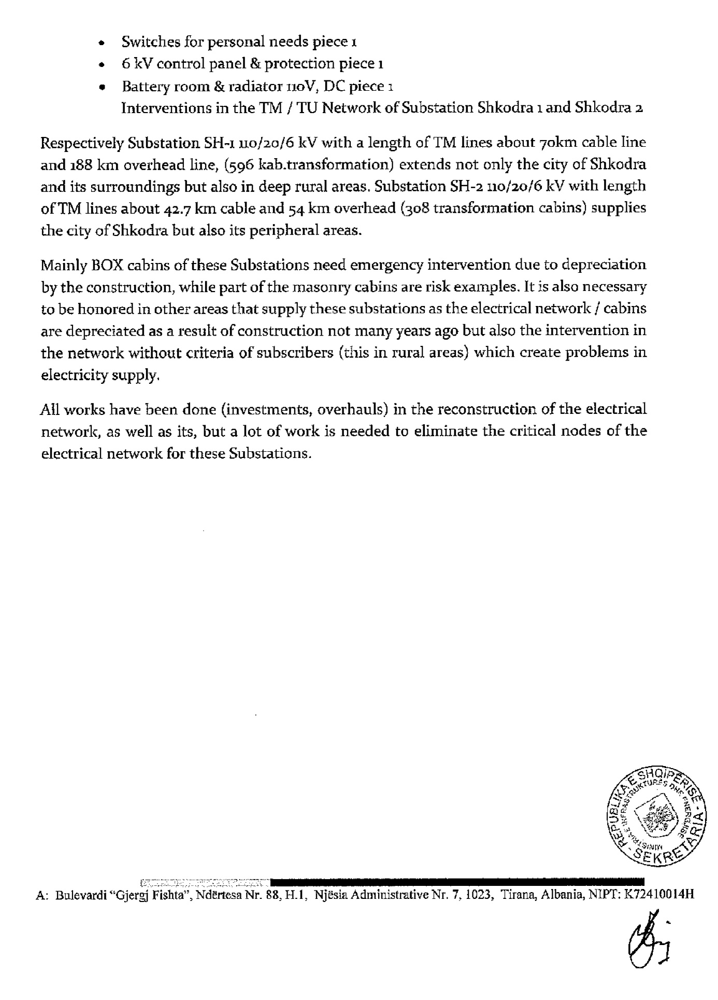 • Switches for personal needs piece 1
• 6 kV control panel & protection piece 1
• Battery room & radiator 110V, DC piece 1
Interventions in the TM / TU Network of Substation Shkodra 1 and Shkodra 2
Respectively Substation SH-1 110/20/6 kV with a length of TM lines about 70km cable line
and 188 km overhead line, (596 kab.transformation) extends not only the city of Shkodra
and its surroundings but also in deep rural areas. Substation SH-2 110/20/6 kV with length
of TM lines about 42.7 km cable and 54 km overhead (308 transformation cabins) supplies
the city of Shkodra but also its peripheral areas.
Mainly BOX cabins of these Substations need emergency intervention due to depreciation
by the construction, while part of the masonry cabins are risk examples. It is also necessary
to be honored in other areas that supply these substations as the electrical network / cabins
are depreciated as a result of construction not many years ago but also the intervention in
the network without criteria of subscribers (this in rural areas) which create problems in
electricity supply.
All works have been done (investments, overhauls) in the reconstruction of the electrical
network, as well as its, but a lot of work is needed to eliminate the critical nodes of the
electrical network for these Substations.
- REPUBLIKA E SHQIPËRISË -
MINISTRIA E INFRASTRUKTURËS DHE ENERGJISË
SEKRETARIA
A: Bulevardi “Gjergj Fishta”, Ndërtesa Nr. 88, H.1, Njësia Administrative Nr. 7, 1023, Tirana, Albania, NIPT: K72410014H